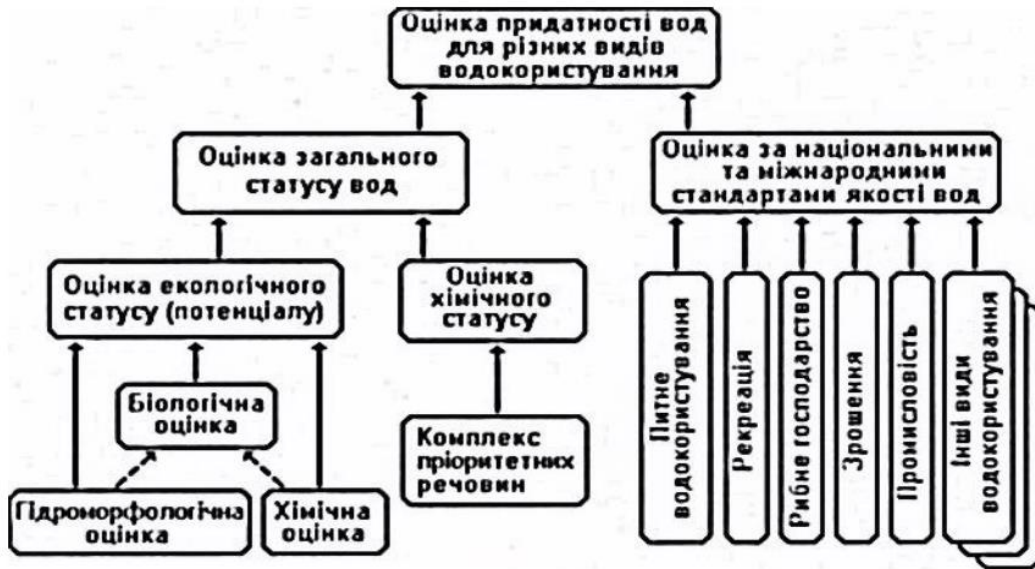 Оцінка придатності вод
для різних видів
водокористування
Оцінка загального
статусу вод
Оцінка за національними
та міжнародними
стандартами якості вод
Оцінка екологічного
статусу (потенціалу)
Оцінка
хімічного
статусу
Біологічна
оцінка
Гідроморфологічна
оцінка
Хімічна
оцінка
Комплекс
пріоритетних
речовин
Питне
водокористування
Рекреація
Рибне господарство
Зрошення
Промисловість
Інші види
водокористування